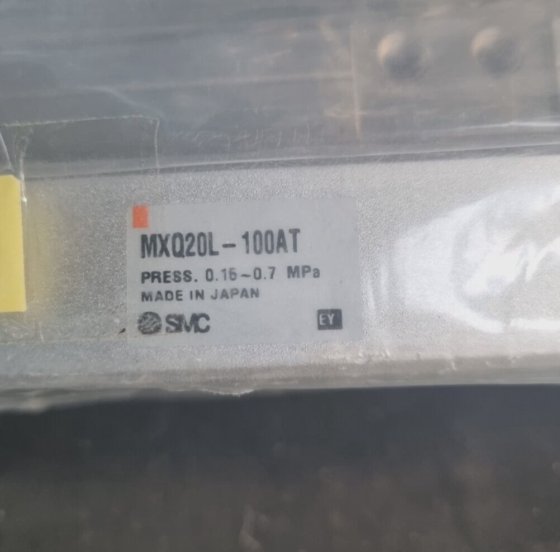 MXQ20L-100AT
PRESS. 0.15~0.7 MPa
MADE IN JAPAN
SMC EY